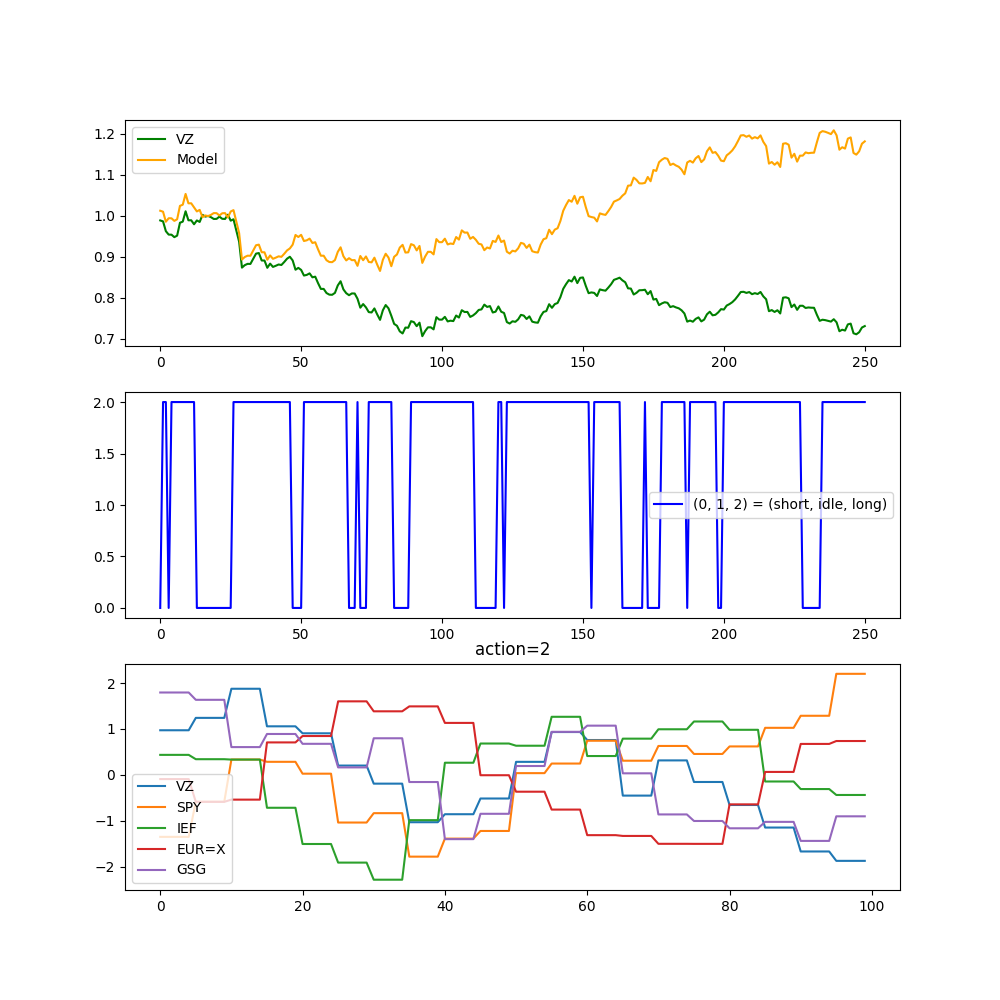 1.2
1.1
1.0
0.9
0.8
0.7
VZ
Model
0 50 100 150 200 250
2.0
1.5
1.0
0.5
0.0
(0, 1, 2) = (short, idle, long)
0 50 100 150 200 250
action=2
2
1
0
−1
−2
VZ
SPY
IEF
EUR=X
GSG
0 20 40 60 80 100